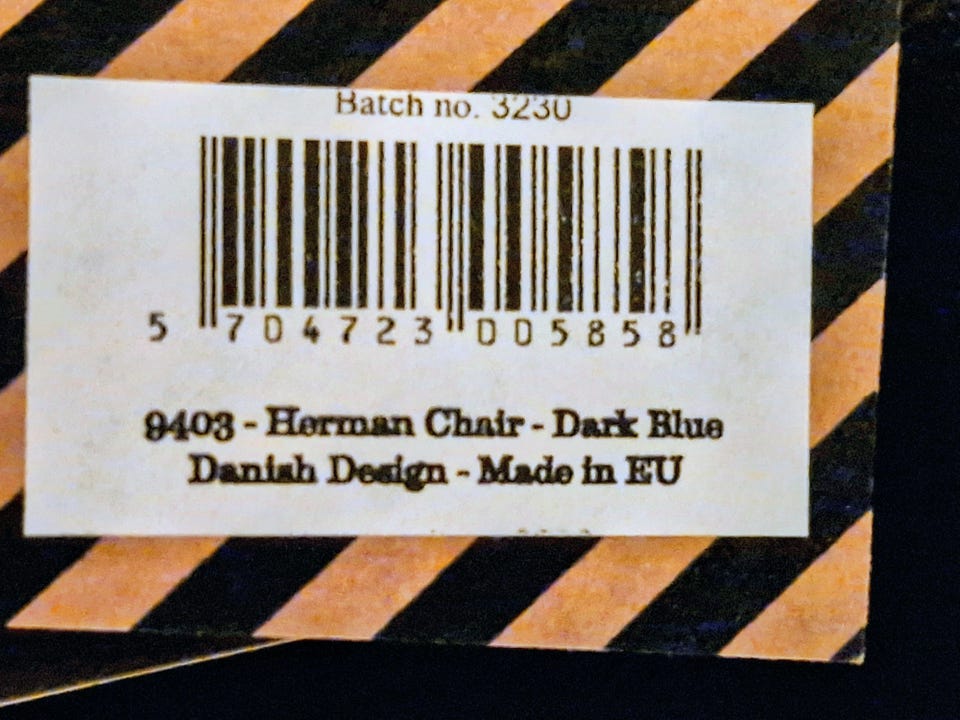 Batch no. 3230
5 704723 005858
9403 - Herman Chair - Dark Blue
Danish Design - Made in EU